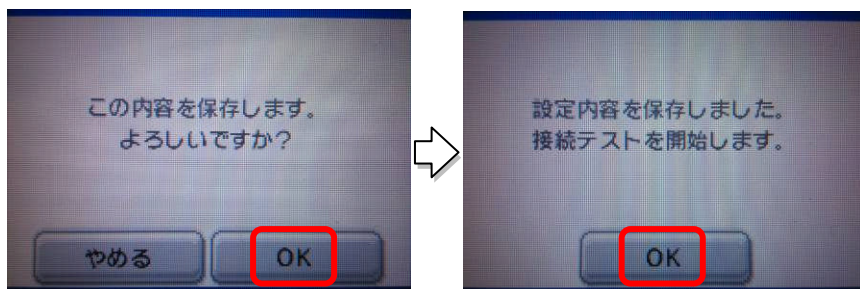 この内容を保存します。
よろしいですか?
やめる
OK
設定内容を保存しました。
接続テストを開始します。
OK